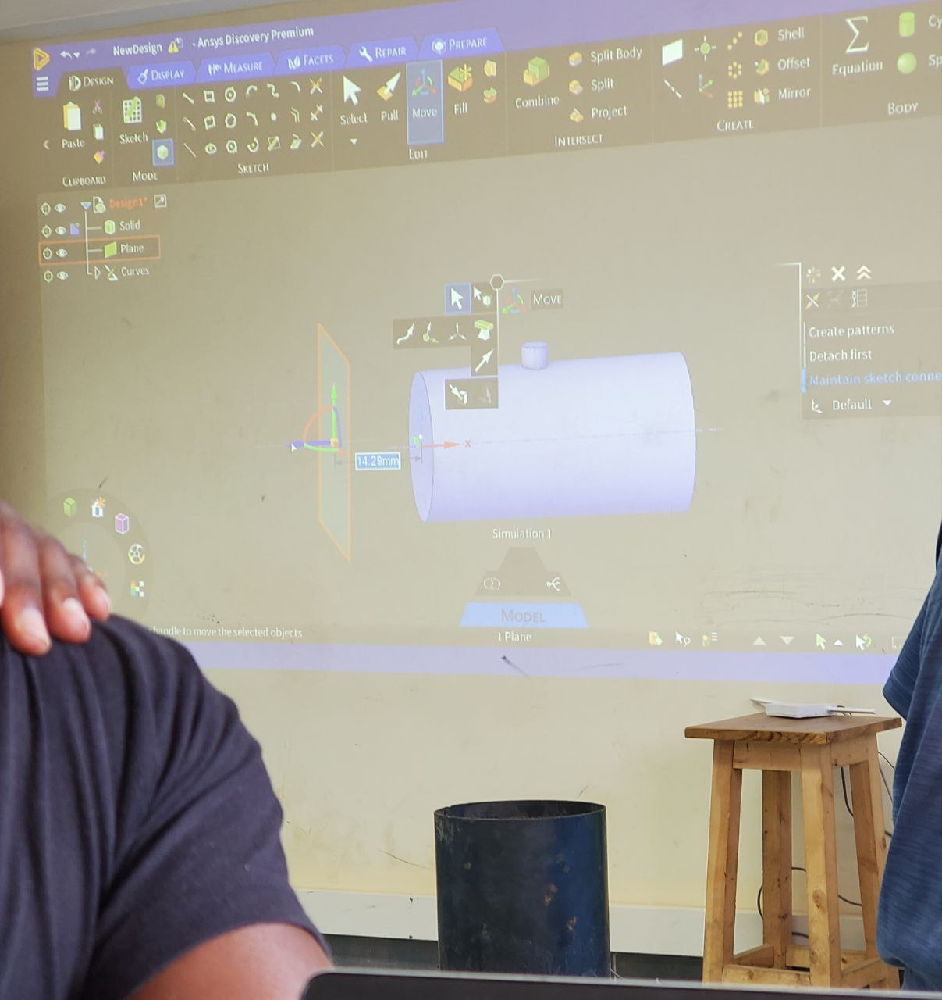 NewDesign - Ansys Discovery Premium
DESIGN DISPLAY MEASURE FACETS REPAIR PREPARE
Paste
CLIPBOARD
Sketch
MODE
SKETCH
Select Pull Move Fill
EDIT
Combine
Split Body
Split
Project
INTERSECT
Shell
Offset
Mirror
CREATE
Equation
BODY
Design1*
Solid
Plane
Curves
MOVE
Create patterns
Detach first
Maintain sketch conne
Default
14.29mm
X
Z
Simulation 1
MODEL
handle to move the selected objects
1 Plane